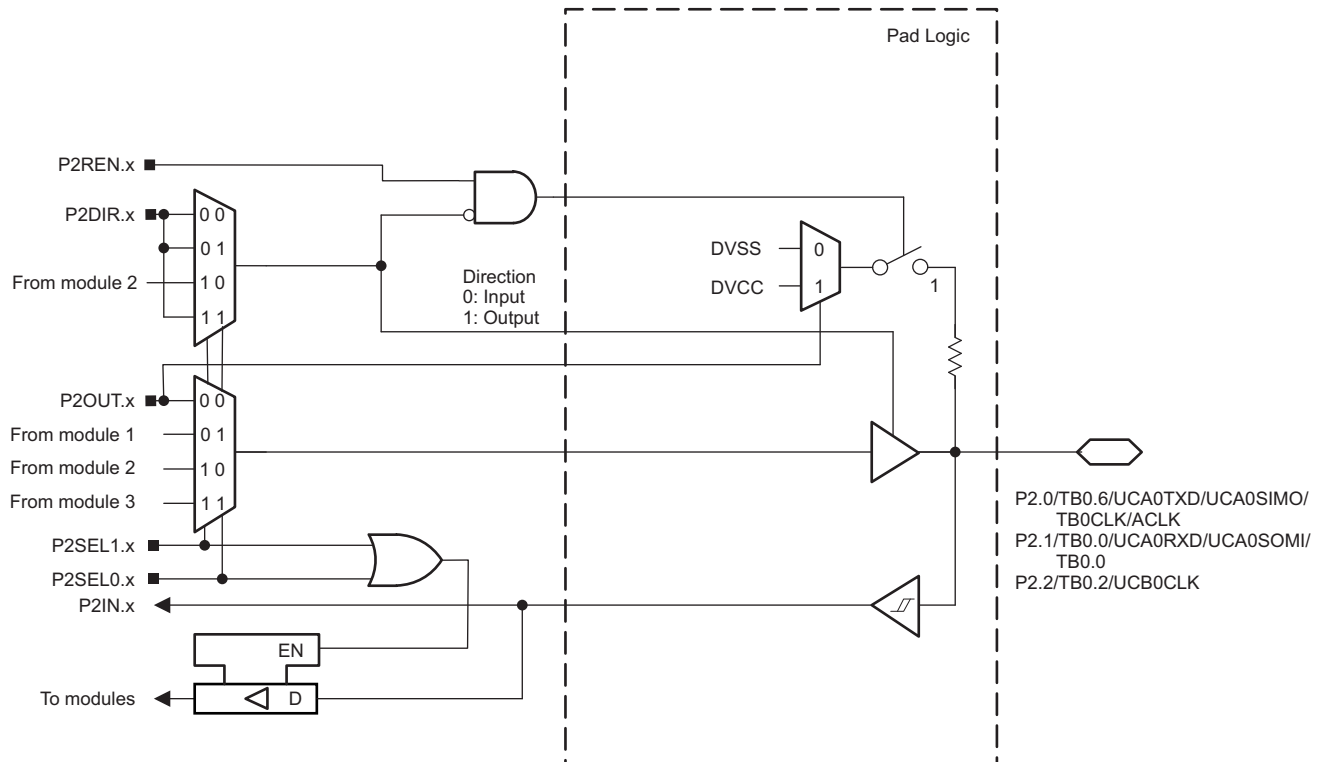 Pad Logic
P2REN.x
P2DIR.x
0 0
0 1
From module 2
1 0
1 1
Direction
0: Input
1: Output
DVSS
0
DVCC
1
1
P2OUT.x
0 0
From module 1
0 1
From module 2
1 0
From module 3
1 1
P2SEL1.x
P2SEL0.x
P2IN.x
EN
To modules
D
P2.0/TB0.6/UCA0TXD/UCA0SIMO/
TB0CLK/ACLK
P2.1/TB0.0/UCA0RXD/UCA0SOMI/
TB0.0
P2.2/TB0.2/UCB0CLK